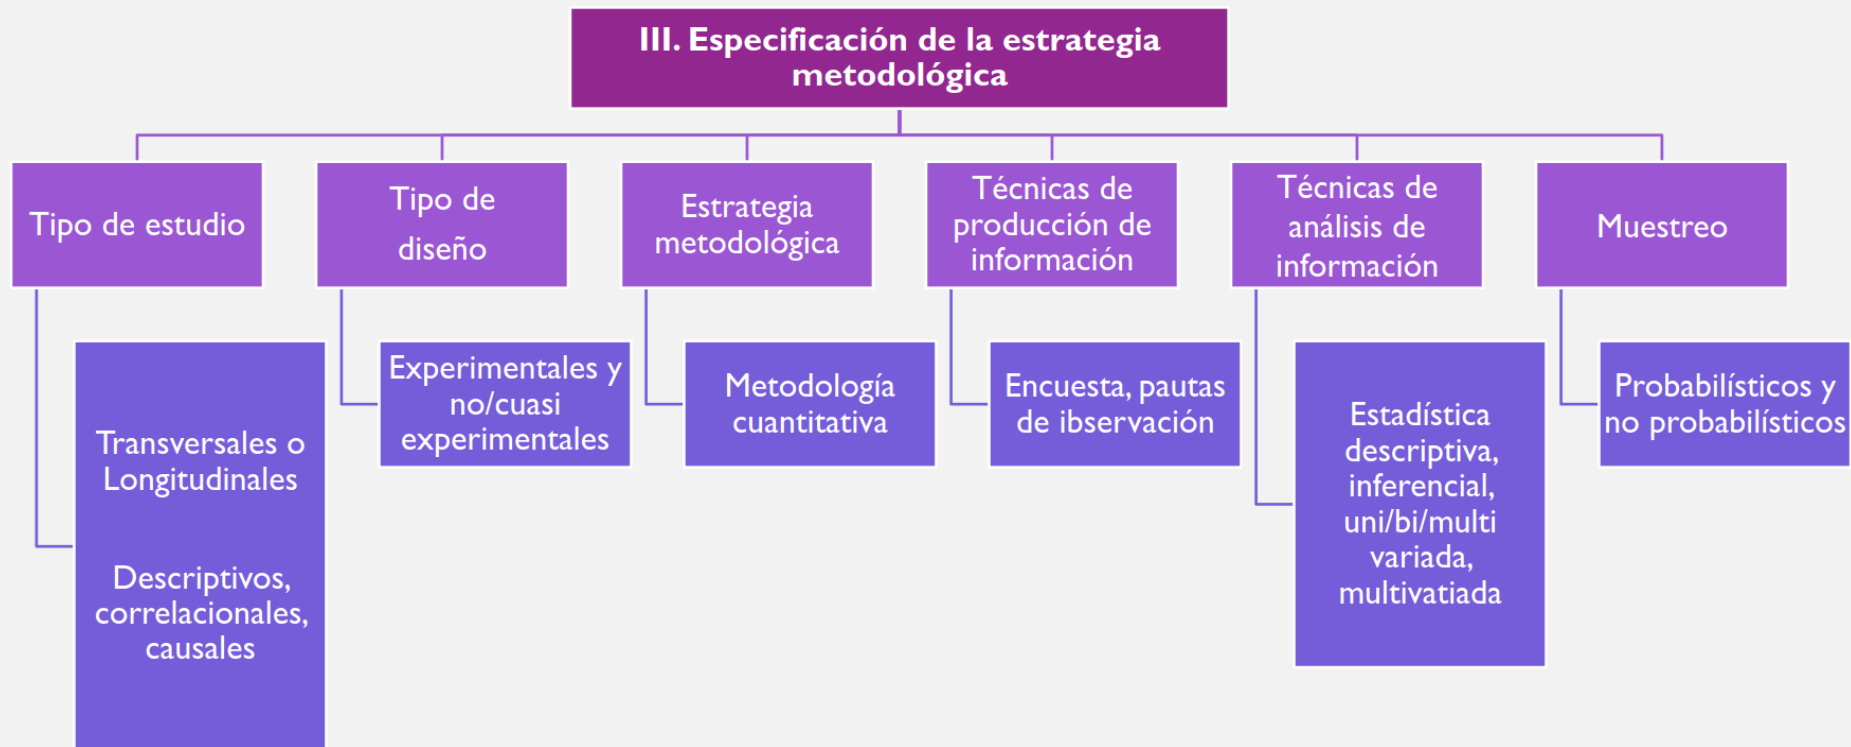 III. Especificación de la estrategia
metodológica
Tipo de estudio
Transversales o
Longitudinales
Descriptivos,
correlacionales,
causales
Tipo de
diseño
Experimentales y
no/cuasi
experimentales
Estrategia
metodológica
Metodología
cuantitativa
Técnicas de
producción de
información
Encuesta, pautas
de ibservación
Técnicas de
análisis de
información
Estadística
descriptiva,
inferencial,
uni/bi/multi
variada,
multivatiada
Muestreo
Probabilísticos y
no probabilísticos